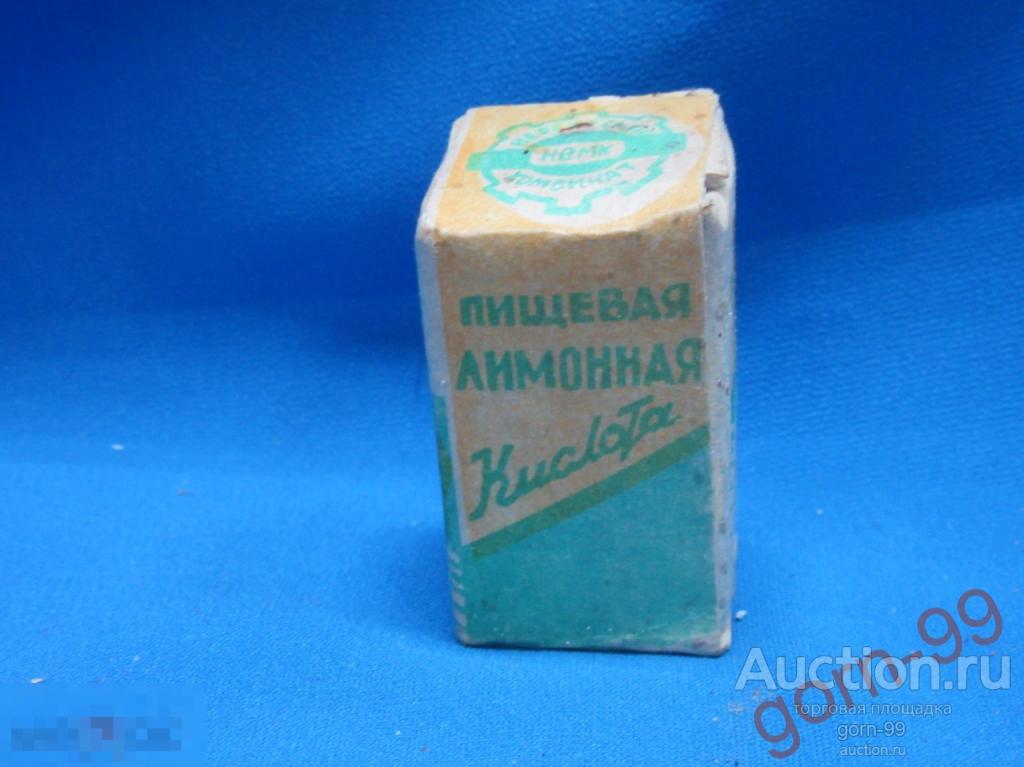 НВМК
КОМБИНАТ
ПИЩЕВАЯ
ЛИМОННАЯ
Кислота
gorn-99
Auction.ru
торговая площадка
gorn-99
auction.ru